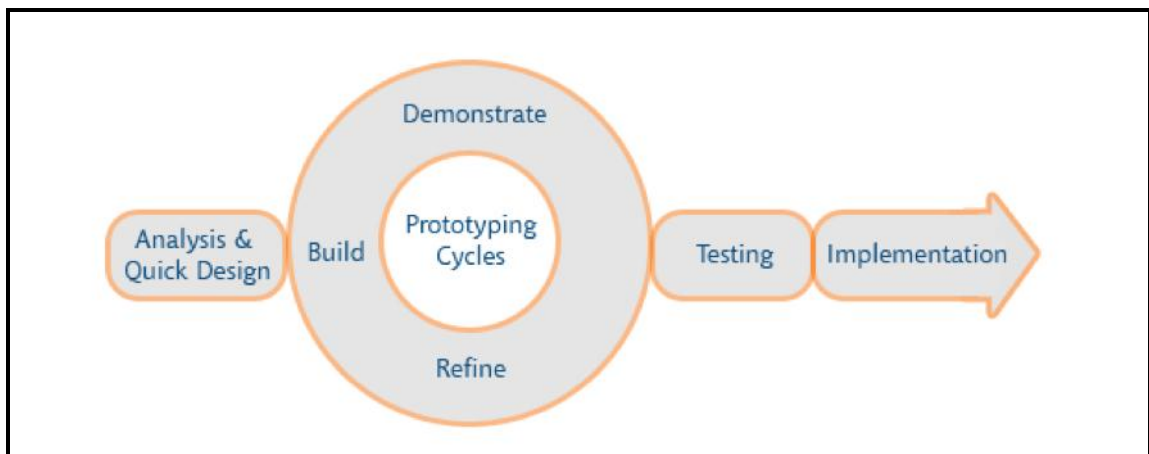 Analysis &
Quick Design
Demonstrate
Build
Prototyping
Cycles
Refine
Testing
Implementation